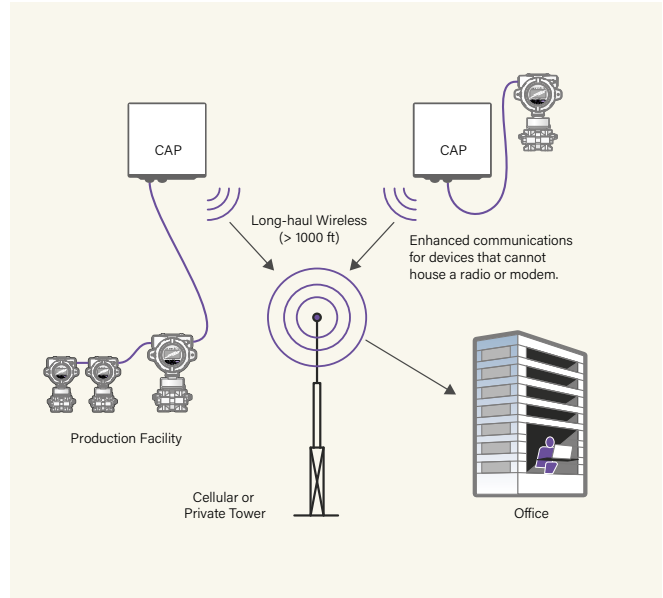 CAP
CAP
Long-haul Wireless
(> 1000 ft)
Enhanced communications
for devices that cannot
house a radio or modem.
Production Facility
Cellular or
Private Tower
Office